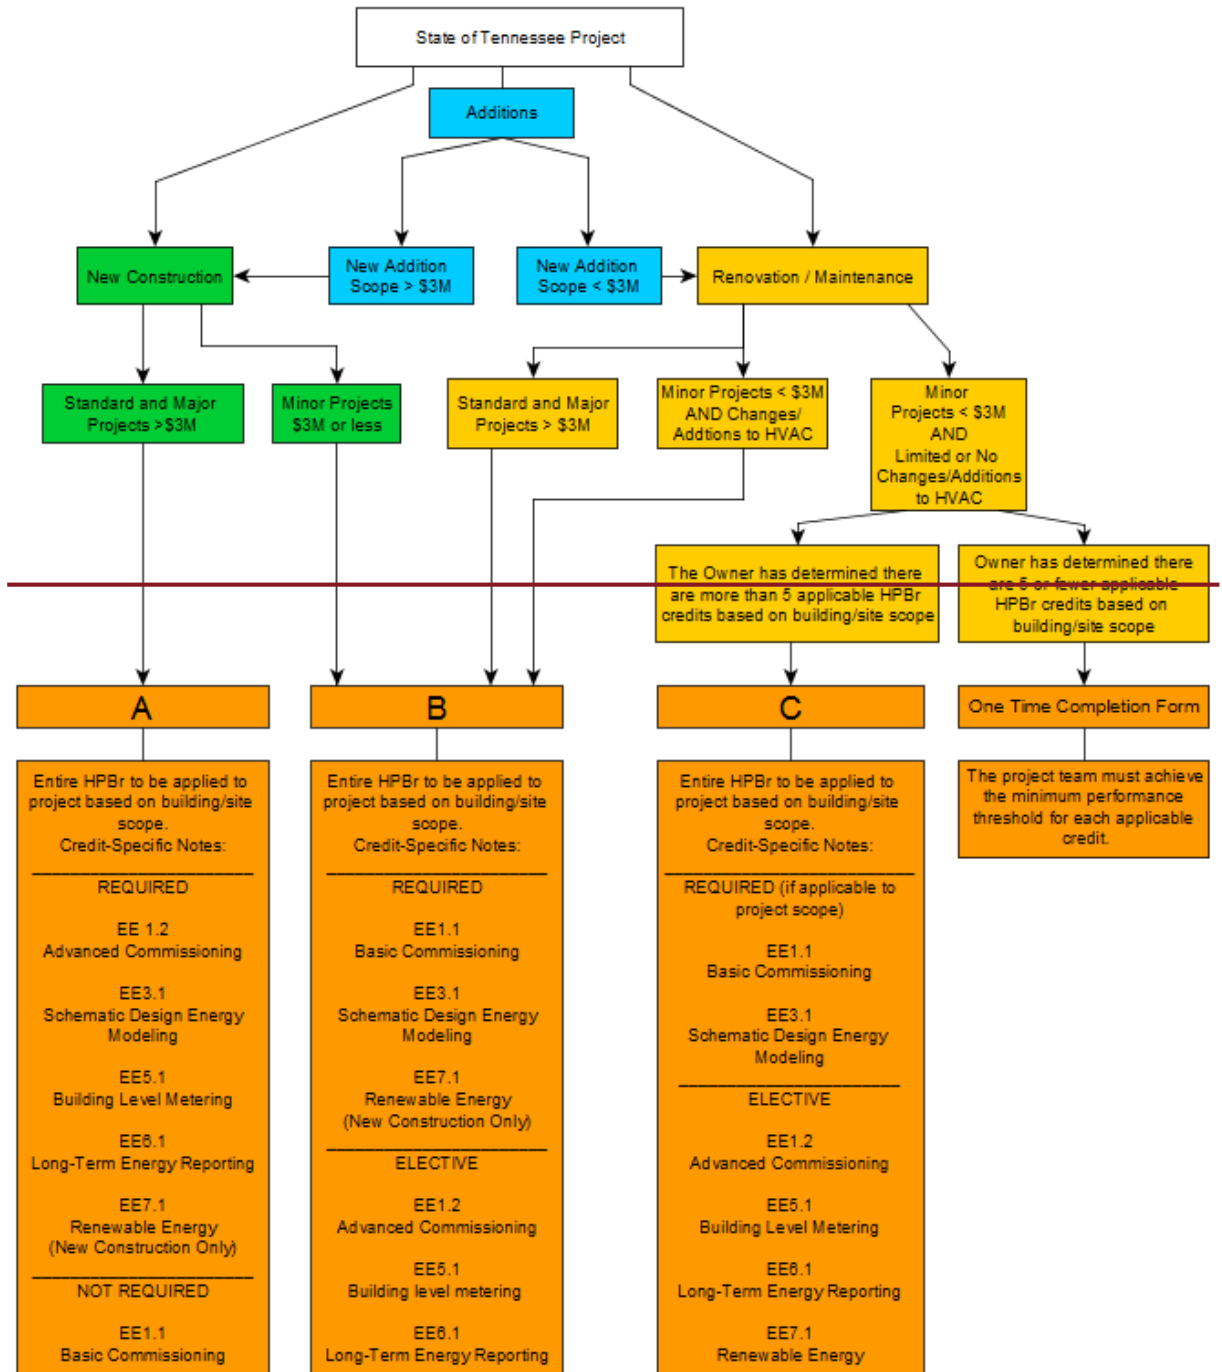 State of Tennessee Project
Additions
New Construction
New Addition
Scope > $3M
New Addition
Scope < $3M
Renovation / Maintenance
Standard and Major
Projects >$3M
Minor Projects
$3M or less
Standard and Major
Projects > $3M
Minor Projects < $3M
AND Changes/
Addtions to HVAC
Minor
Projects < $3M
AND
Limited or No
Changes/Additions
to HVAC
The Owner has determined there
are more than 5 applicable HPBr
credits based on building/site scope
Owner has determined there
are 5 or fewer applicable
HPBr credits based on
building/site scope
A
Entire HPBr to be applied to
project based on building/site
scope.
Credit-Specific Notes:
REQUIRED
EE 1.2
Advanced Commissioning
EE3.1
Schematic Design Energy
Modeling
EE5.1
Building Level Metering
EE6.1
Long-Term Energy Reporting
EE7.1
Renewable Energy
(New Construction Only)
NOT REQUIRED
EE1.1
Basic Commissioning
B
Entire HPBr to be applied to
project based on building/site
scope.
Credit-Specific Notes:
REQUIRED
EE1.1
Basic Commissioning
EE3.1
Schematic Design Energy
Modeling
EE7.1
Renewable Energy
(New Construction Only)
ELECTIVE
EE1.2
Advanced Commissioning
EE5.1
Building level metering
EE6.1
Long-Term Energy Reporting
C
Entire HPBr to be applied to
project based on building/site
scope.
Credit-Specific Notes:
REQUIRED (if applicable to
project scope)
EE1.1
Basic Commissioning
EE3.1
Schematic Design Energy
Modeling
ELECTIVE
EE1.2
Advanced Commissioning
EE5.1
Building Level Metering
EE6.1
Long-Term Energy Reporting
EE7.1
Renewable Energy
One Time Completion Form
The project team must achieve
the minimum performance
threshold for each applicable
credit.